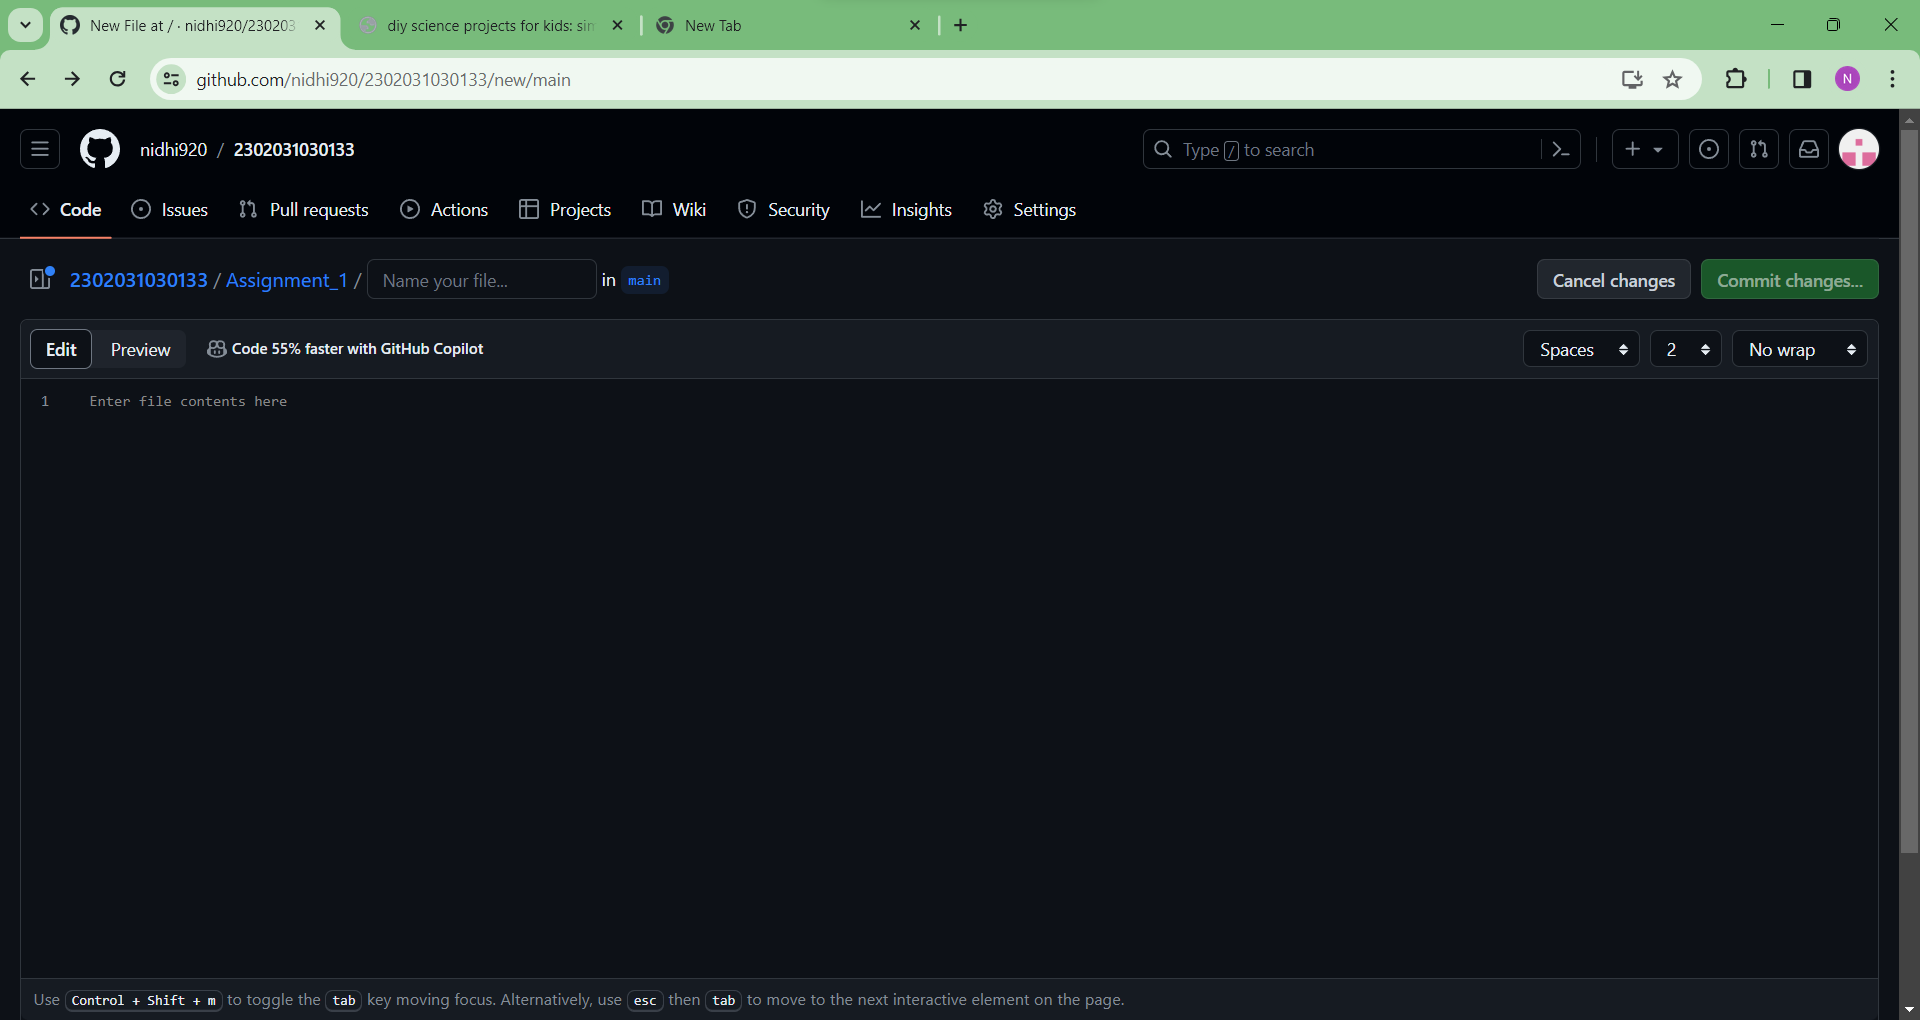 New File at / · nidhi920/230203
diy science projects for kids: sim
New Tab
github.com/nidhi920/2302031030133/new/main
N
nidhi920 / 2302031030133
Type / to search
Code
Issues
Pull requests
Actions
Projects
Wiki
Security
Insights
Settings
2302031030133 / Assignment_1 / Name your file... in main
Cancel changes
Commit changes...
Edit
Preview
Code 55% faster with GitHub Copilot
Spaces
2
No wrap
1 Enter file contents here
Use Control + Shift + m to toggle the tab key moving focus. Alternatively, use esc then tab to move to the next interactive element on the page.